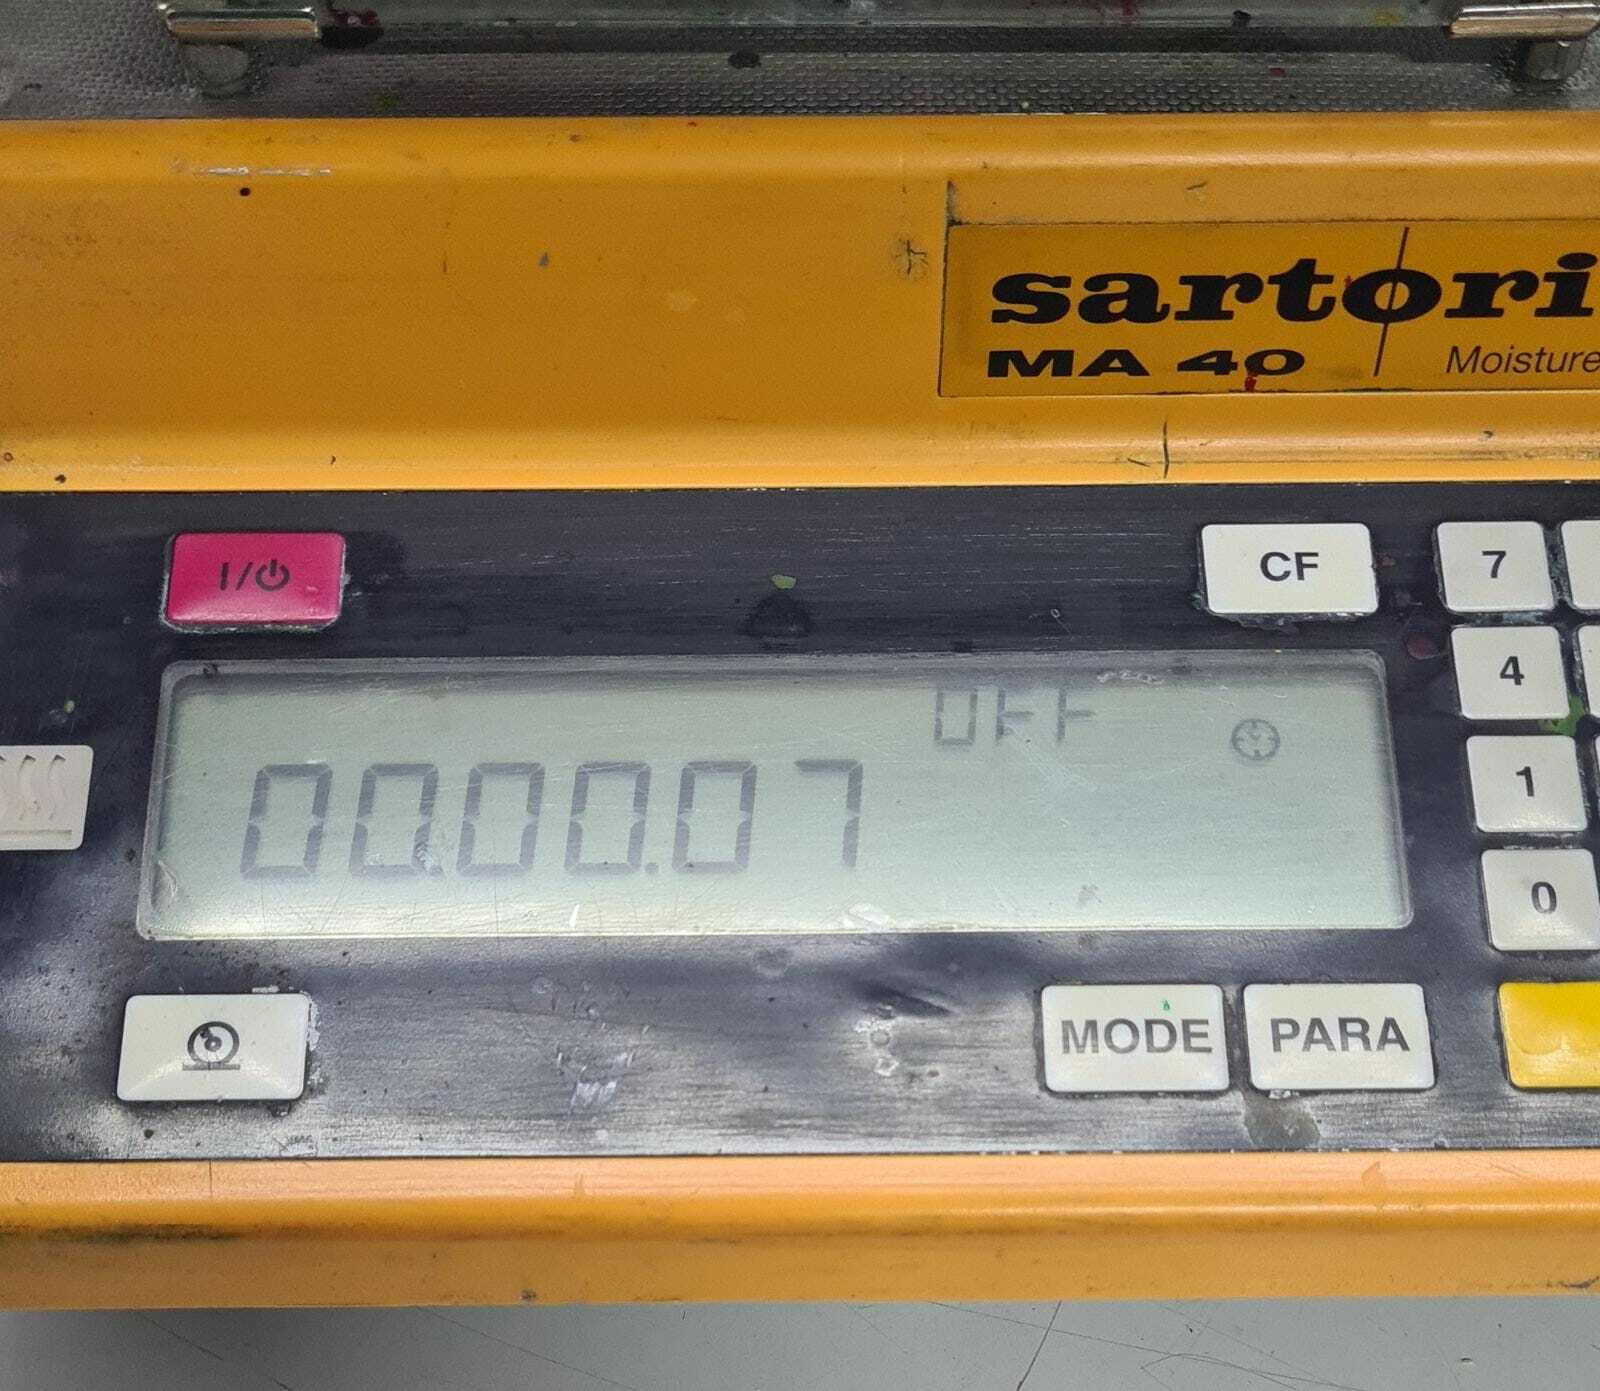 sartori
MA 40
Moisture
I/⏻
CF
7
4
OFF
00.00.07
1
0
MODE
PARA